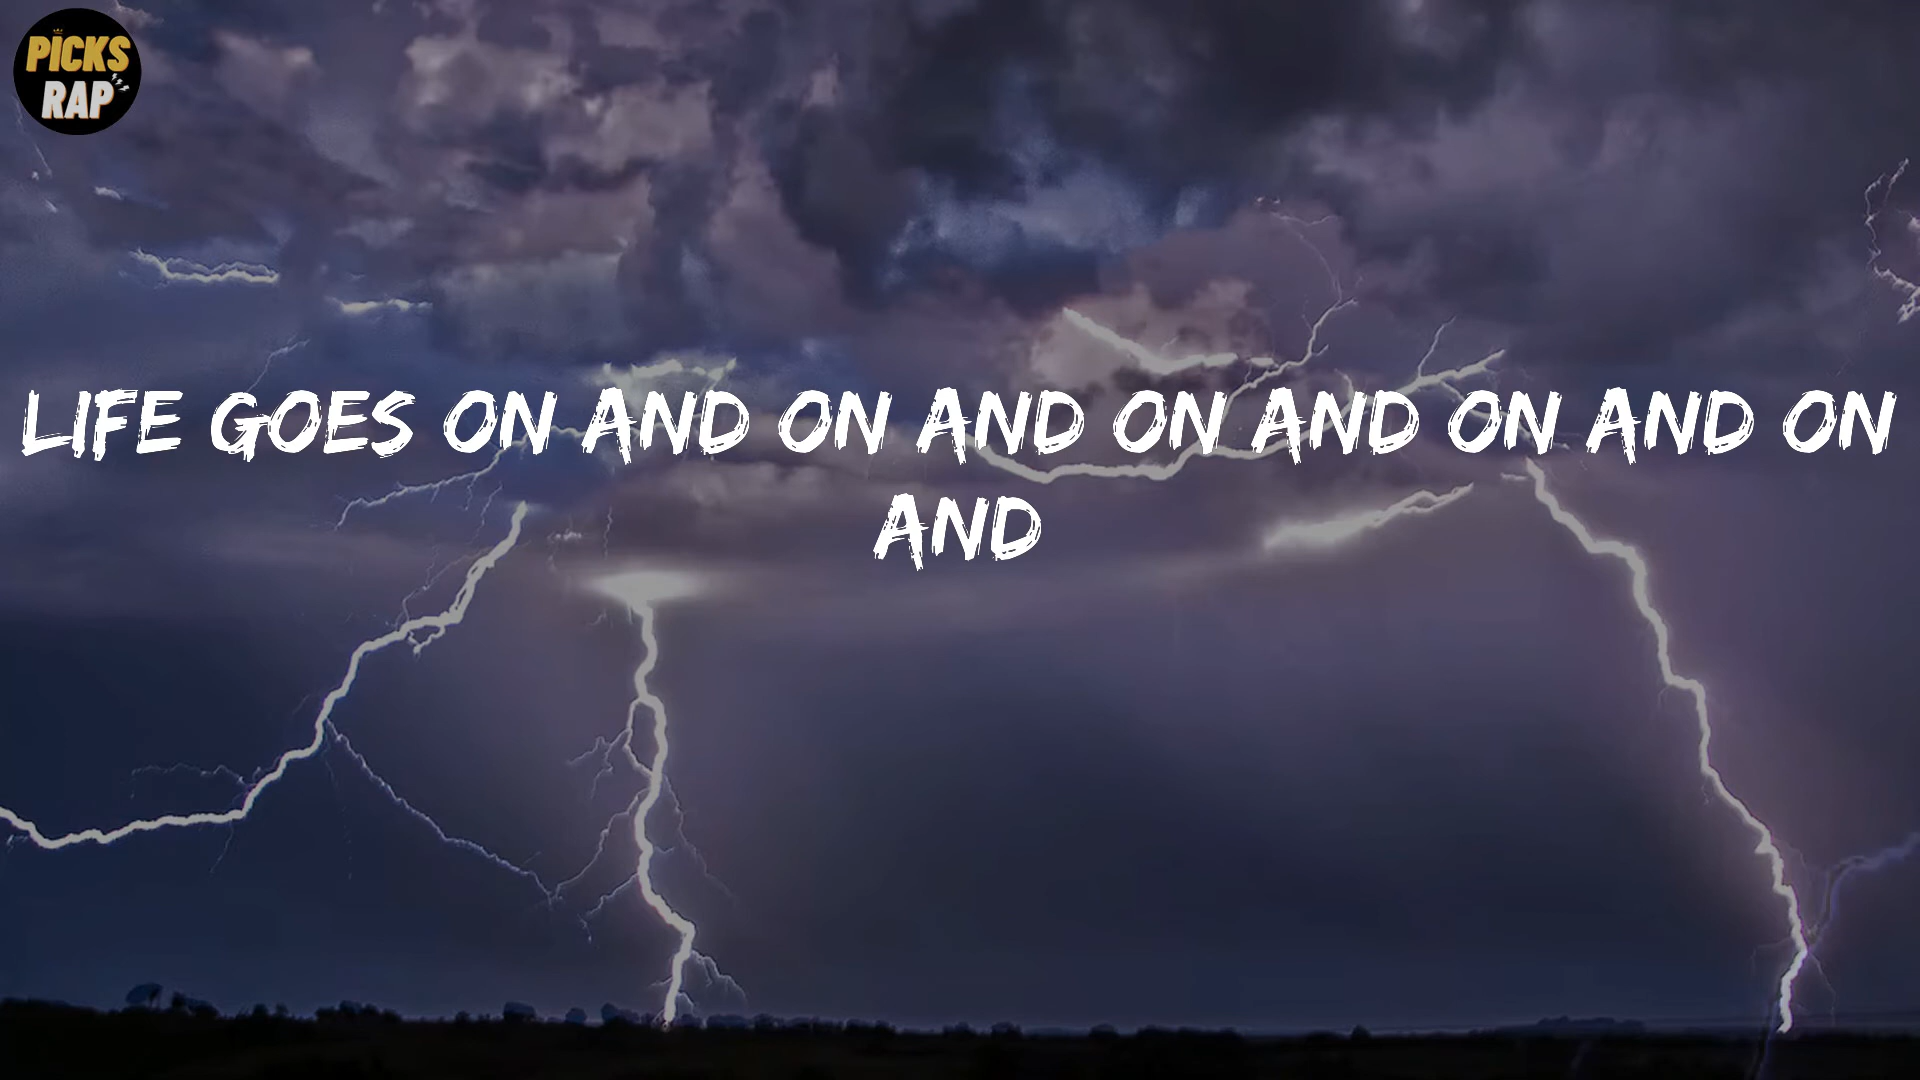 PICKS
RAP
LIFE GOES ON AND ON AND ON AND ON AND ON
AND